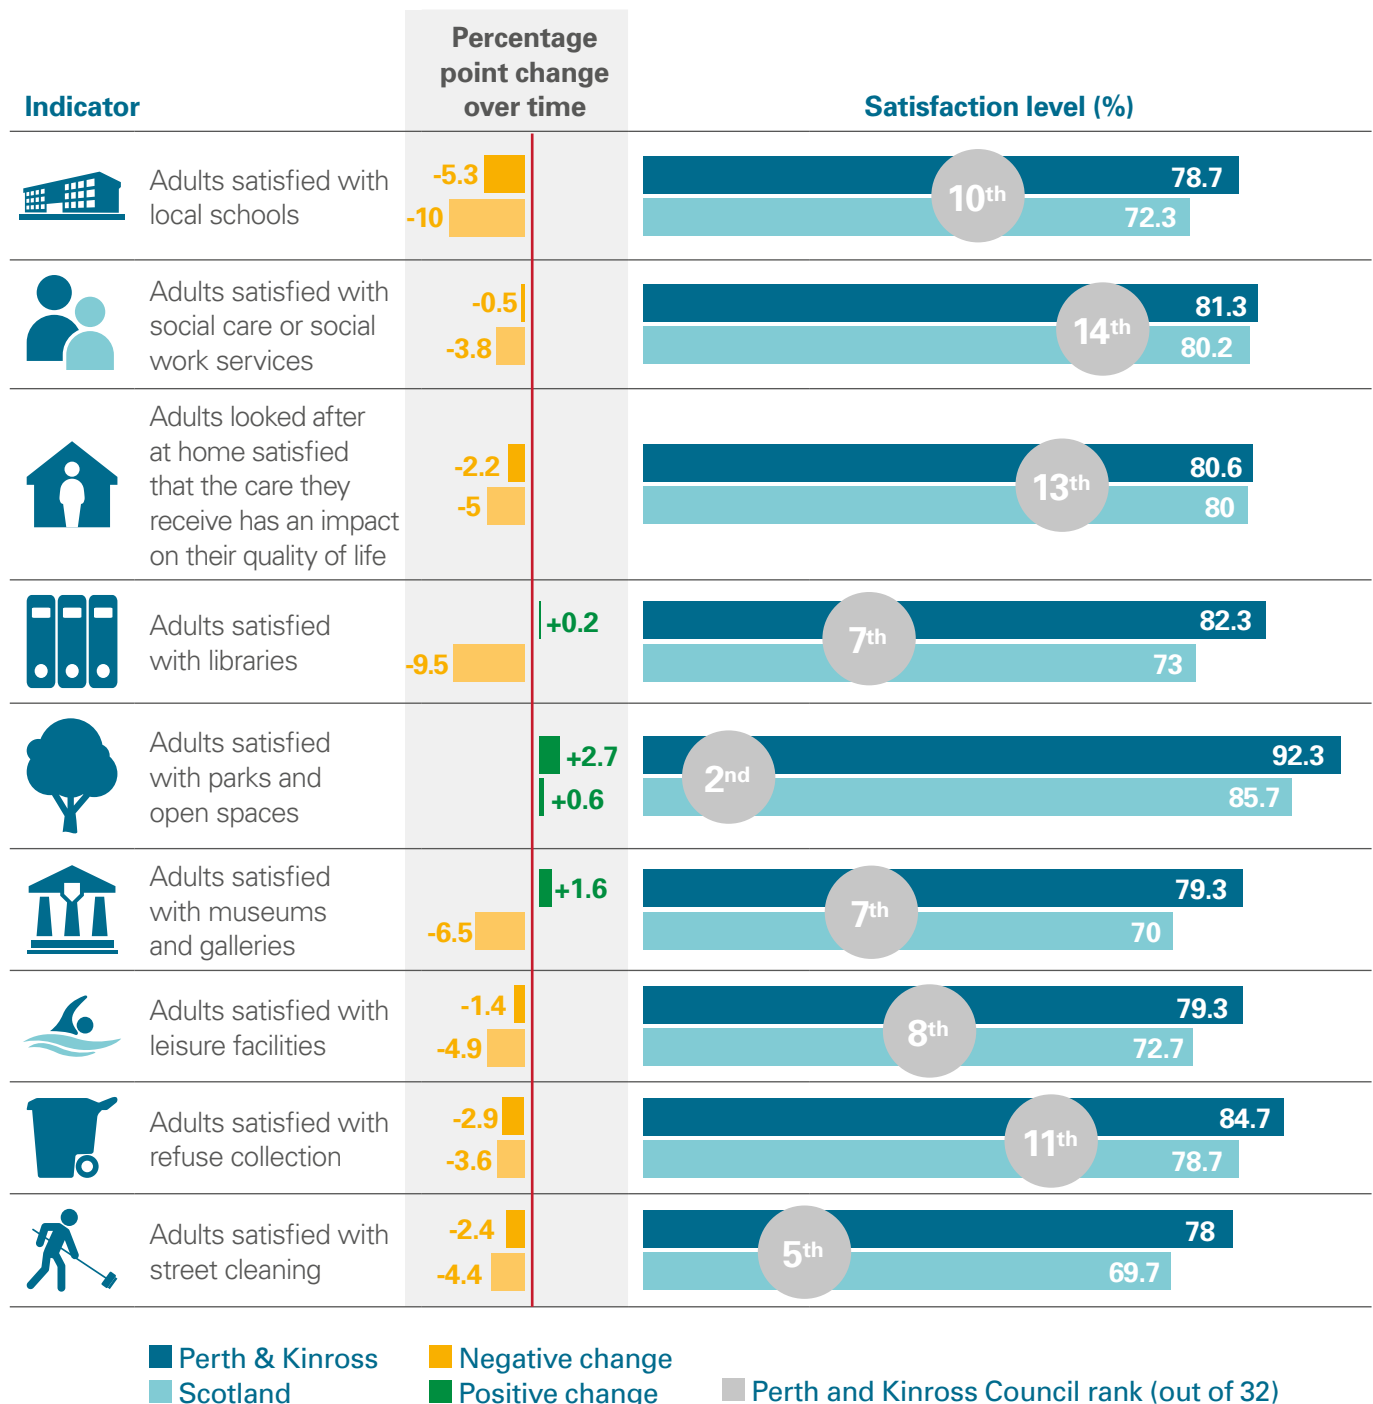 Percentage
point change
over time
Indicator
Satisfaction level (%)
Adults satisfied with
local schools
-5.3
-10
10th
78.7
72.3
Adults satisfied with
social care or social
work services
-0.5
-3.8
14th
81.3
80.2
Adults looked after
at home satisfied
that the care they
receive has an impact
on their quality of life
-2.2
-5
13th
80.6
80
Adults satisfied
with libraries
+0.2
-9.5
7th
82.3
73
Adults satisfied
with parks and
open spaces
+2.7
+0.6
2nd
92.3
85.7
Adults satisfied
with museums
and galleries
+1.6
-6.5
7th
79.3
70
Adults satisfied with
leisure facilities
-1.4
-4.9
8th
79.3
72.7
Adults satisfied with
refuse collection
-2.9
-3.6
11th
84.7
78.7
Adults satisfied with
street cleaning
-2.4
-4.4
5th
78
69.7
Perth & Kinross
Scotland
Negative change
Positive change
Perth and Kinross Council rank (out of 32)